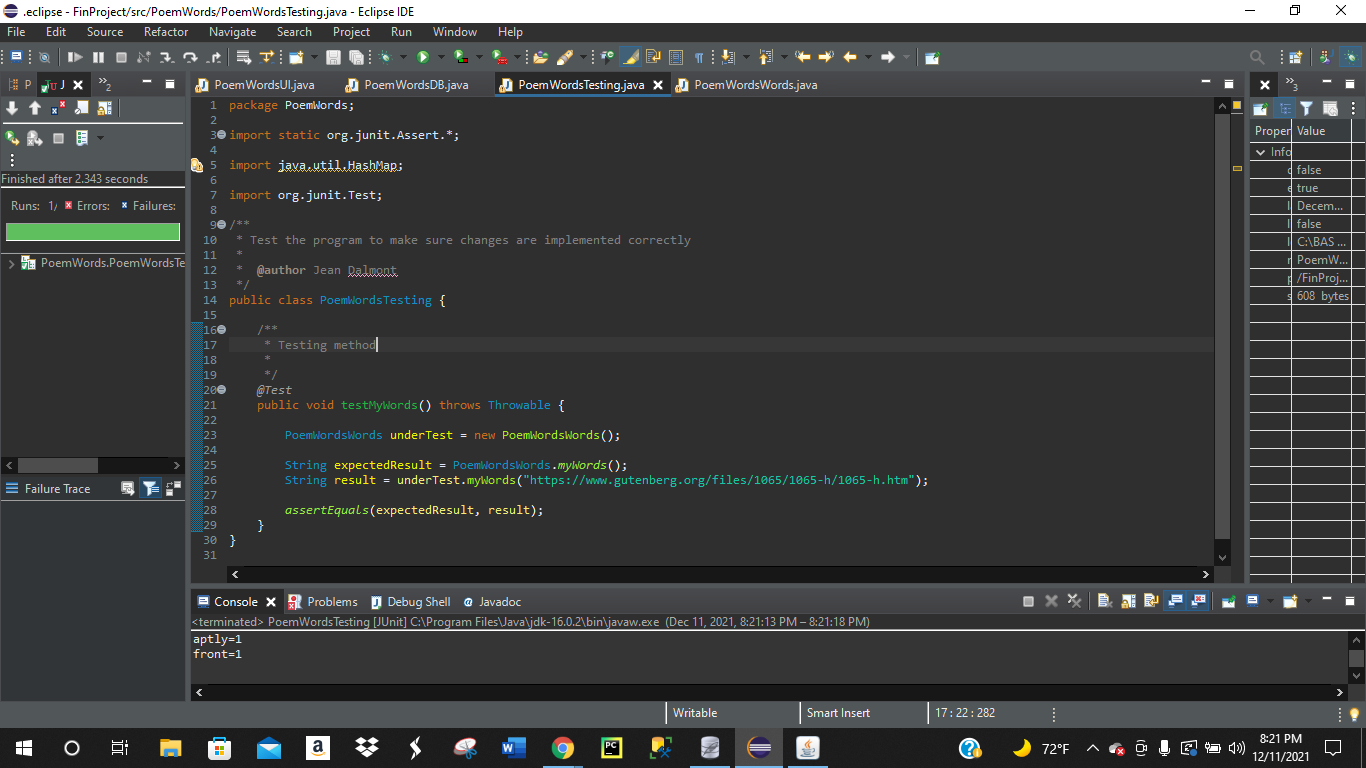 .eclipse - FinProject/src/PoemWords/PoemWordsTesting.java - Eclipse IDE
File Edit Source Refactor Navigate Search Project Run Window Help
P J 2 PoemWordsUI.java PoemWordsDB.java PoemWordsTesting.java PoemWordsWords.java 3
Finished after 2.343 seconds
Runs: 1/ Errors: Failures:
PoemWords.PoemWordsTe
Failure Trace
1 package PoemWords;
2
3 import static org.junit.Assert.*;
4
5 import java.util.HashMap;
6
7 import org.junit.Test;
8
9 /**
10 * Test the program to make sure changes are implemented correctly
11 *
12 * @author Jean Dalmont
13 */
14 public class PoemWordsTesting {
15
16 /**
17 * Testing method
18 *
19 */
20 @Test
21 public void testMyWords() throws Throwable {
22
23 PoemWordsWords underTest = new PoemWordsWords();
24
25 String expectedResult = PoemWordsWords.myWords();
26 String result = underTest.myWords("https://www.gutenberg.org/files/1065/1065-h/1065-h.htm");
27
28 assertEquals(expectedResult, result);
29 }
30 }
31
Proper Value
Info
false
e true
Decem...
false
C:\BAS ...
PoemW...
/FinProj...
s 608 bytes
Console Problems Debug Shell Javadoc
<terminated> PoemWordsTesting [JUnit] C:\Program Files\Java\jdk-16.0.2\bin\javaw.exe (Dec 11, 2021, 8:21:13 PM – 8:21:18 PM)
aptly=1
front=1
Writable Smart Insert 17 : 22 : 282
72°F 8:21 PM
12/11/2021